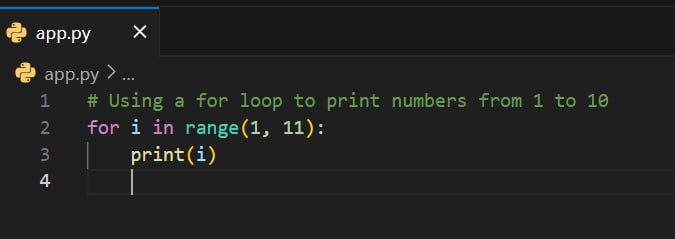 app.py
app.py > ...
1 # Using a for loop to print numbers from 1 to 10
2 for i in range(1, 11):
3     print(i)
4